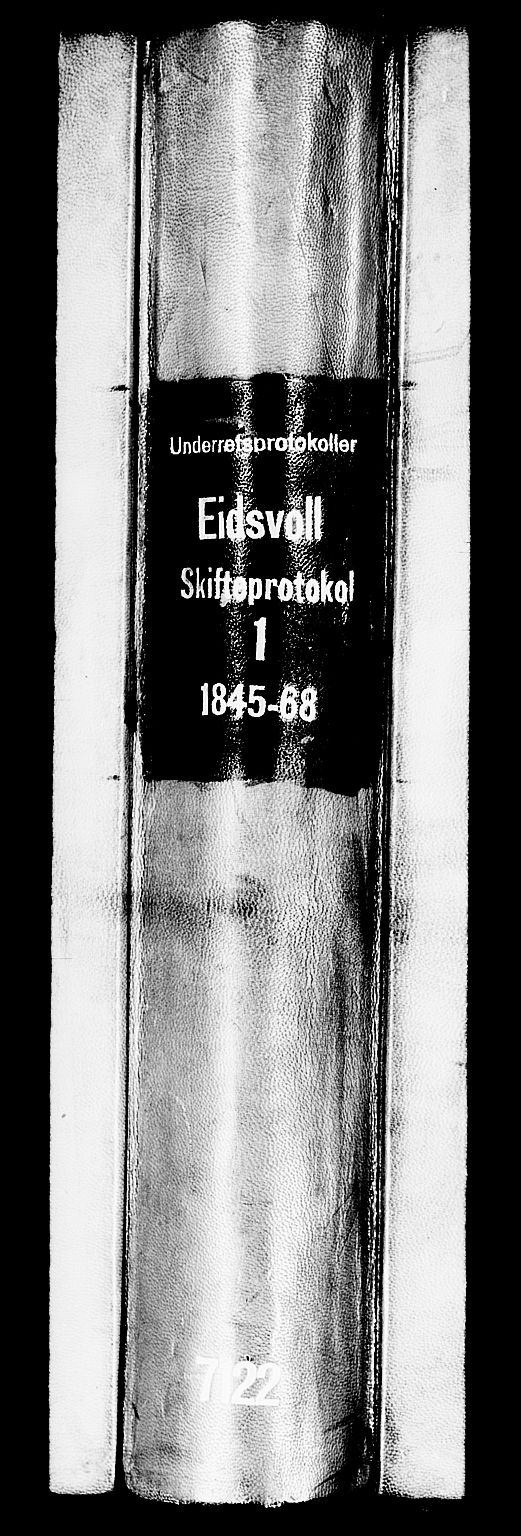 Underretsprotokoller
Eidsvoll
Skifteprotokol
1
1845-68
7122